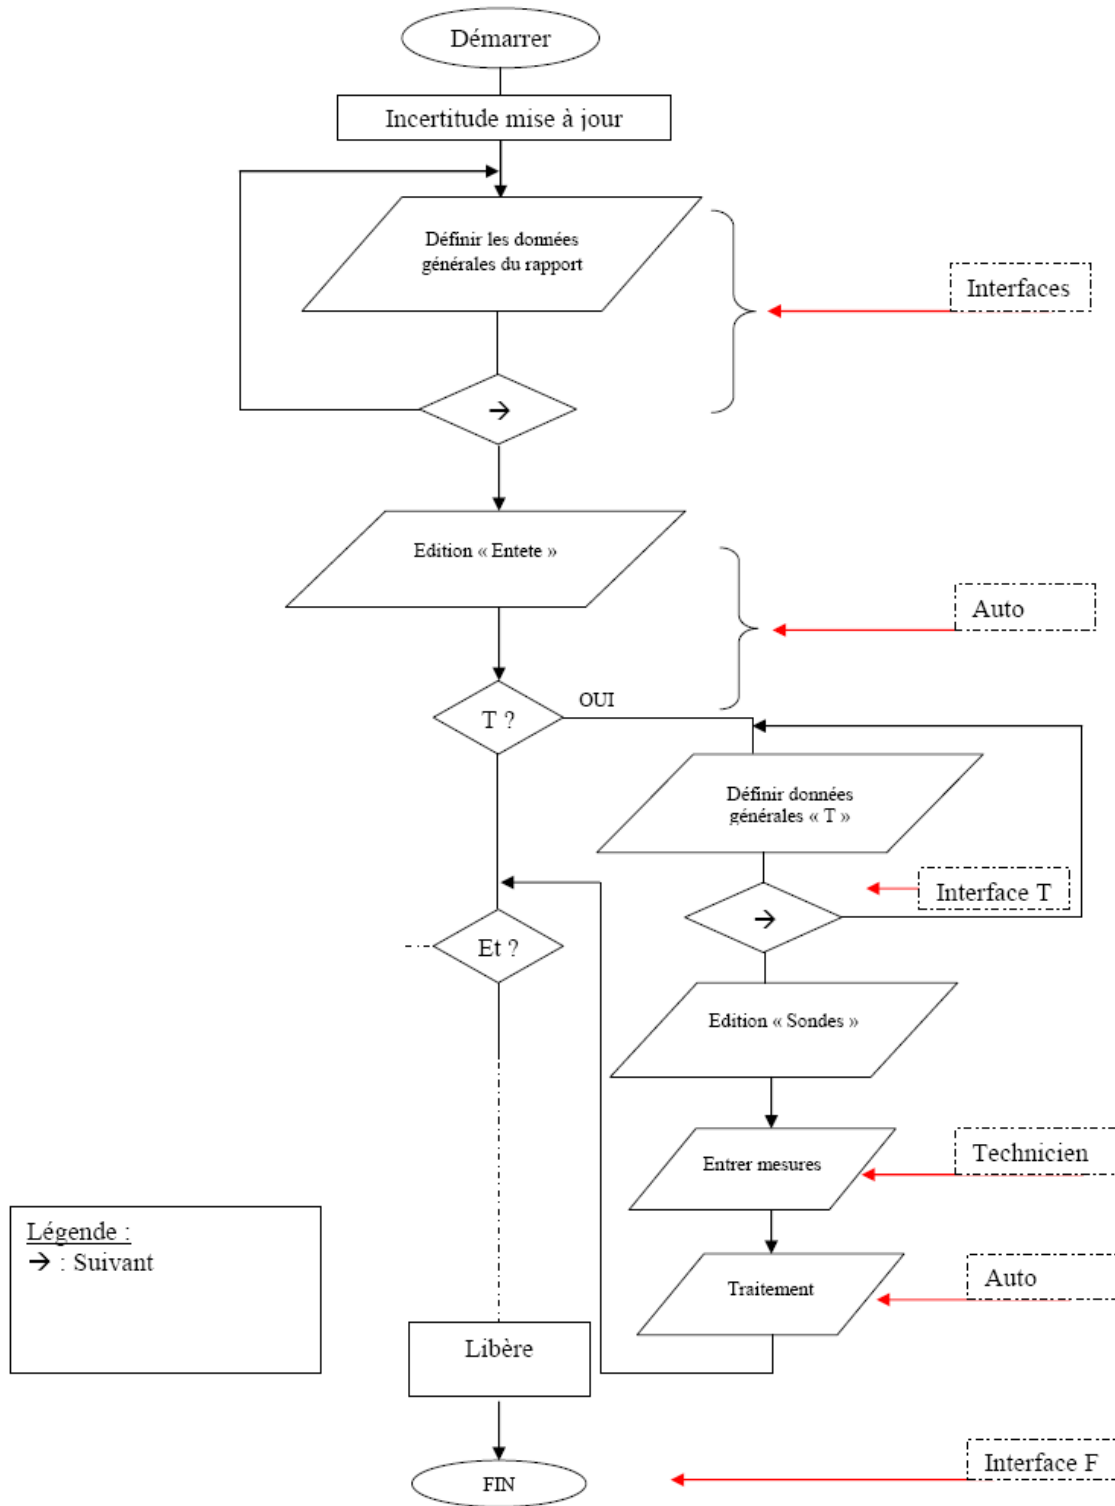 Démarrer
Incertitude mise à jour
Définir les données
générales du rapport
Interfaces
→
Edition « Entete »
Auto
T ?
OUI
Définir données
générales « T »
Interface T
→
Et ?
Edition « Sondes »
Entrer mesures
Technicien
Légende :
→ : Suivant
Traitement
Auto
Libère
Interface F
FIN